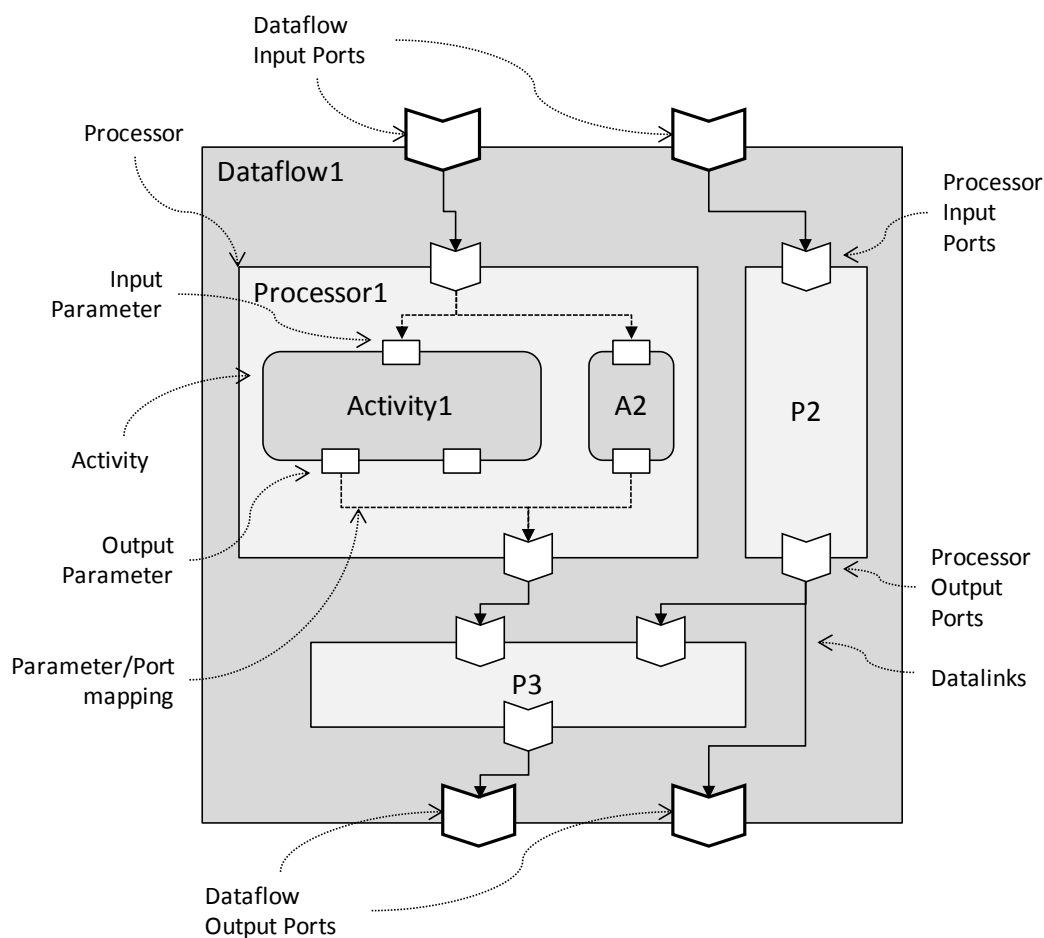 Dataflow
Input Ports
Processor
Dataflow1
Processor
Input
Ports
Input
Parameter
Processor1
Activity1
A2
P2
Activity
Output
Parameter
Processor
Output
Ports
Parameter/Port
mapping
P3
Datalinks
Dataflow
Output Ports